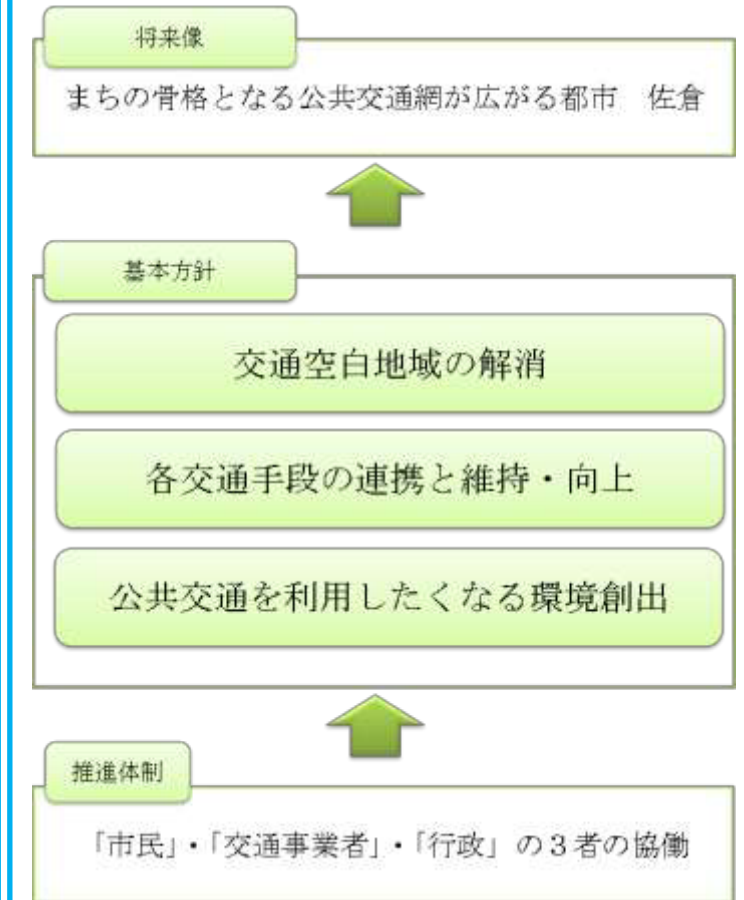 将来像
まちの骨格となる公共交通網が広がる都市　佐倉
基本方針
交通空白地域の解消
各交通手段の連携と維持・向上
公共交通を利用したくなる環境創出
推進体制
「市民」・「交通事業者」・「行政」の３者の協働